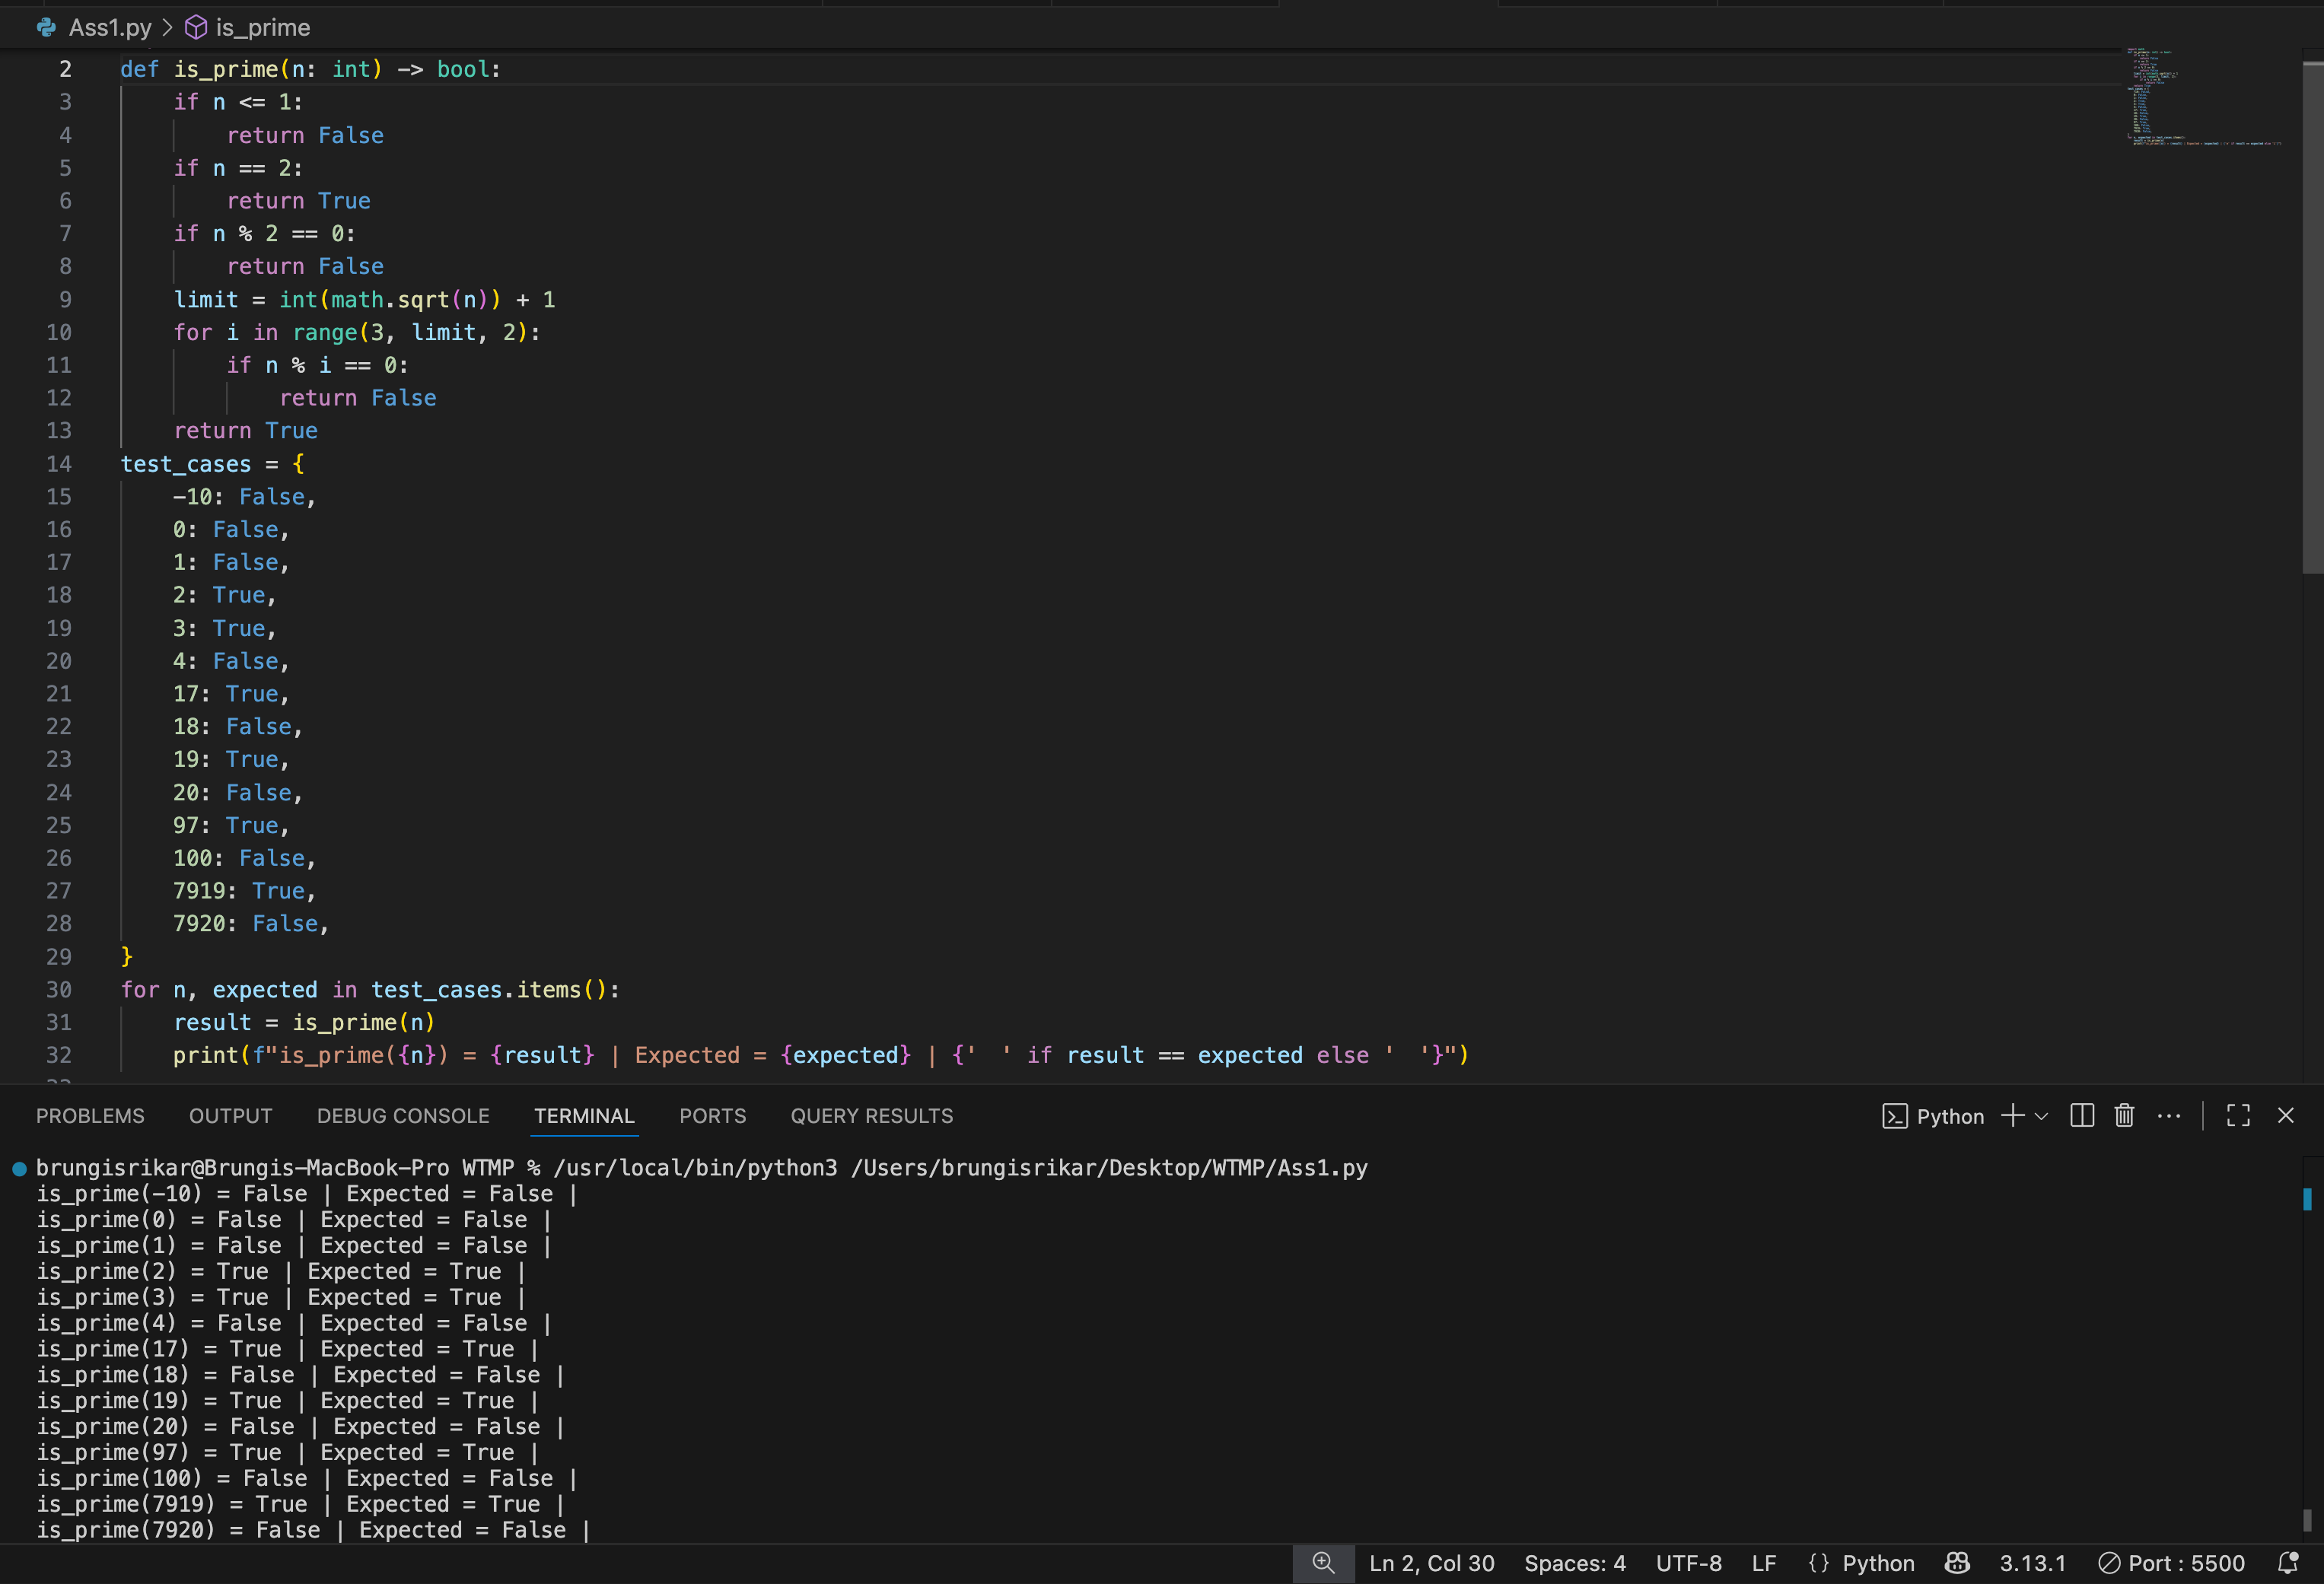 Ass1.py > is_prime
2 def is_prime(n: int) -> bool:
3     if n <= 1:
4         return False
5     if n == 2:
6         return True
7     if n % 2 == 0:
8         return False
9     limit = int(math.sqrt(n)) + 1
10     for i in range(3, limit, 2):
11         if n % i == 0:
12             return False
13     return True
14 test_cases = {
15     -10: False,
16     0: False,
17     1: False,
18     2: True,
19     3: True,
20     4: False,
21     17: True,
22     18: False,
23     19: True,
24     20: False,
25     97: True,
26     100: False,
27     7919: True,
28     7920: False,
29 }
30 for n, expected in test_cases.items():
31     result = is_prime(n)
32     print(f"is_prime({n}) = {result} | Expected = {expected} | {'  ' if result == expected else '  '}")
PROBLEMS OUTPUT DEBUG CONSOLE TERMINAL PORTS QUERY RESULTS Python
brungisrikar@Brungis-MacBook-Pro WTMP % /usr/local/bin/python3 /Users/brungisrikar/Desktop/WTMP/Ass1.py
is_prime(-10) = False | Expected = False |
is_prime(0) = False | Expected = False |
is_prime(1) = False | Expected = False |
is_prime(2) = True | Expected = True |
is_prime(3) = True | Expected = True |
is_prime(4) = False | Expected = False |
is_prime(17) = True | Expected = True |
is_prime(18) = False | Expected = False |
is_prime(19) = True | Expected = True |
is_prime(20) = False | Expected = False |
is_prime(97) = True | Expected = True |
is_prime(100) = False | Expected = False |
is_prime(7919) = True | Expected = True |
is_prime(7920) = False | Expected = False |
Ln 2, Col 30 Spaces: 4 UTF-8 LF {} Python 3.13.1 Port : 5500